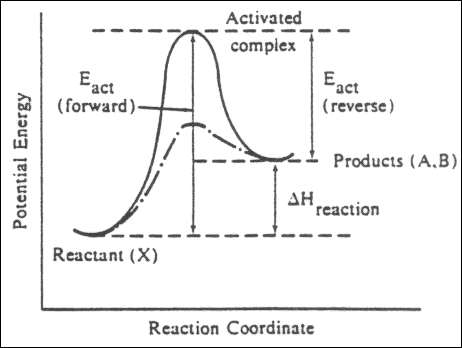 Activated
complex
E act
(forward)
E act
(reverse)
Potential Energy
Products (A,B)
ΔH reaction
Reactant (X)
Reaction Coordinate